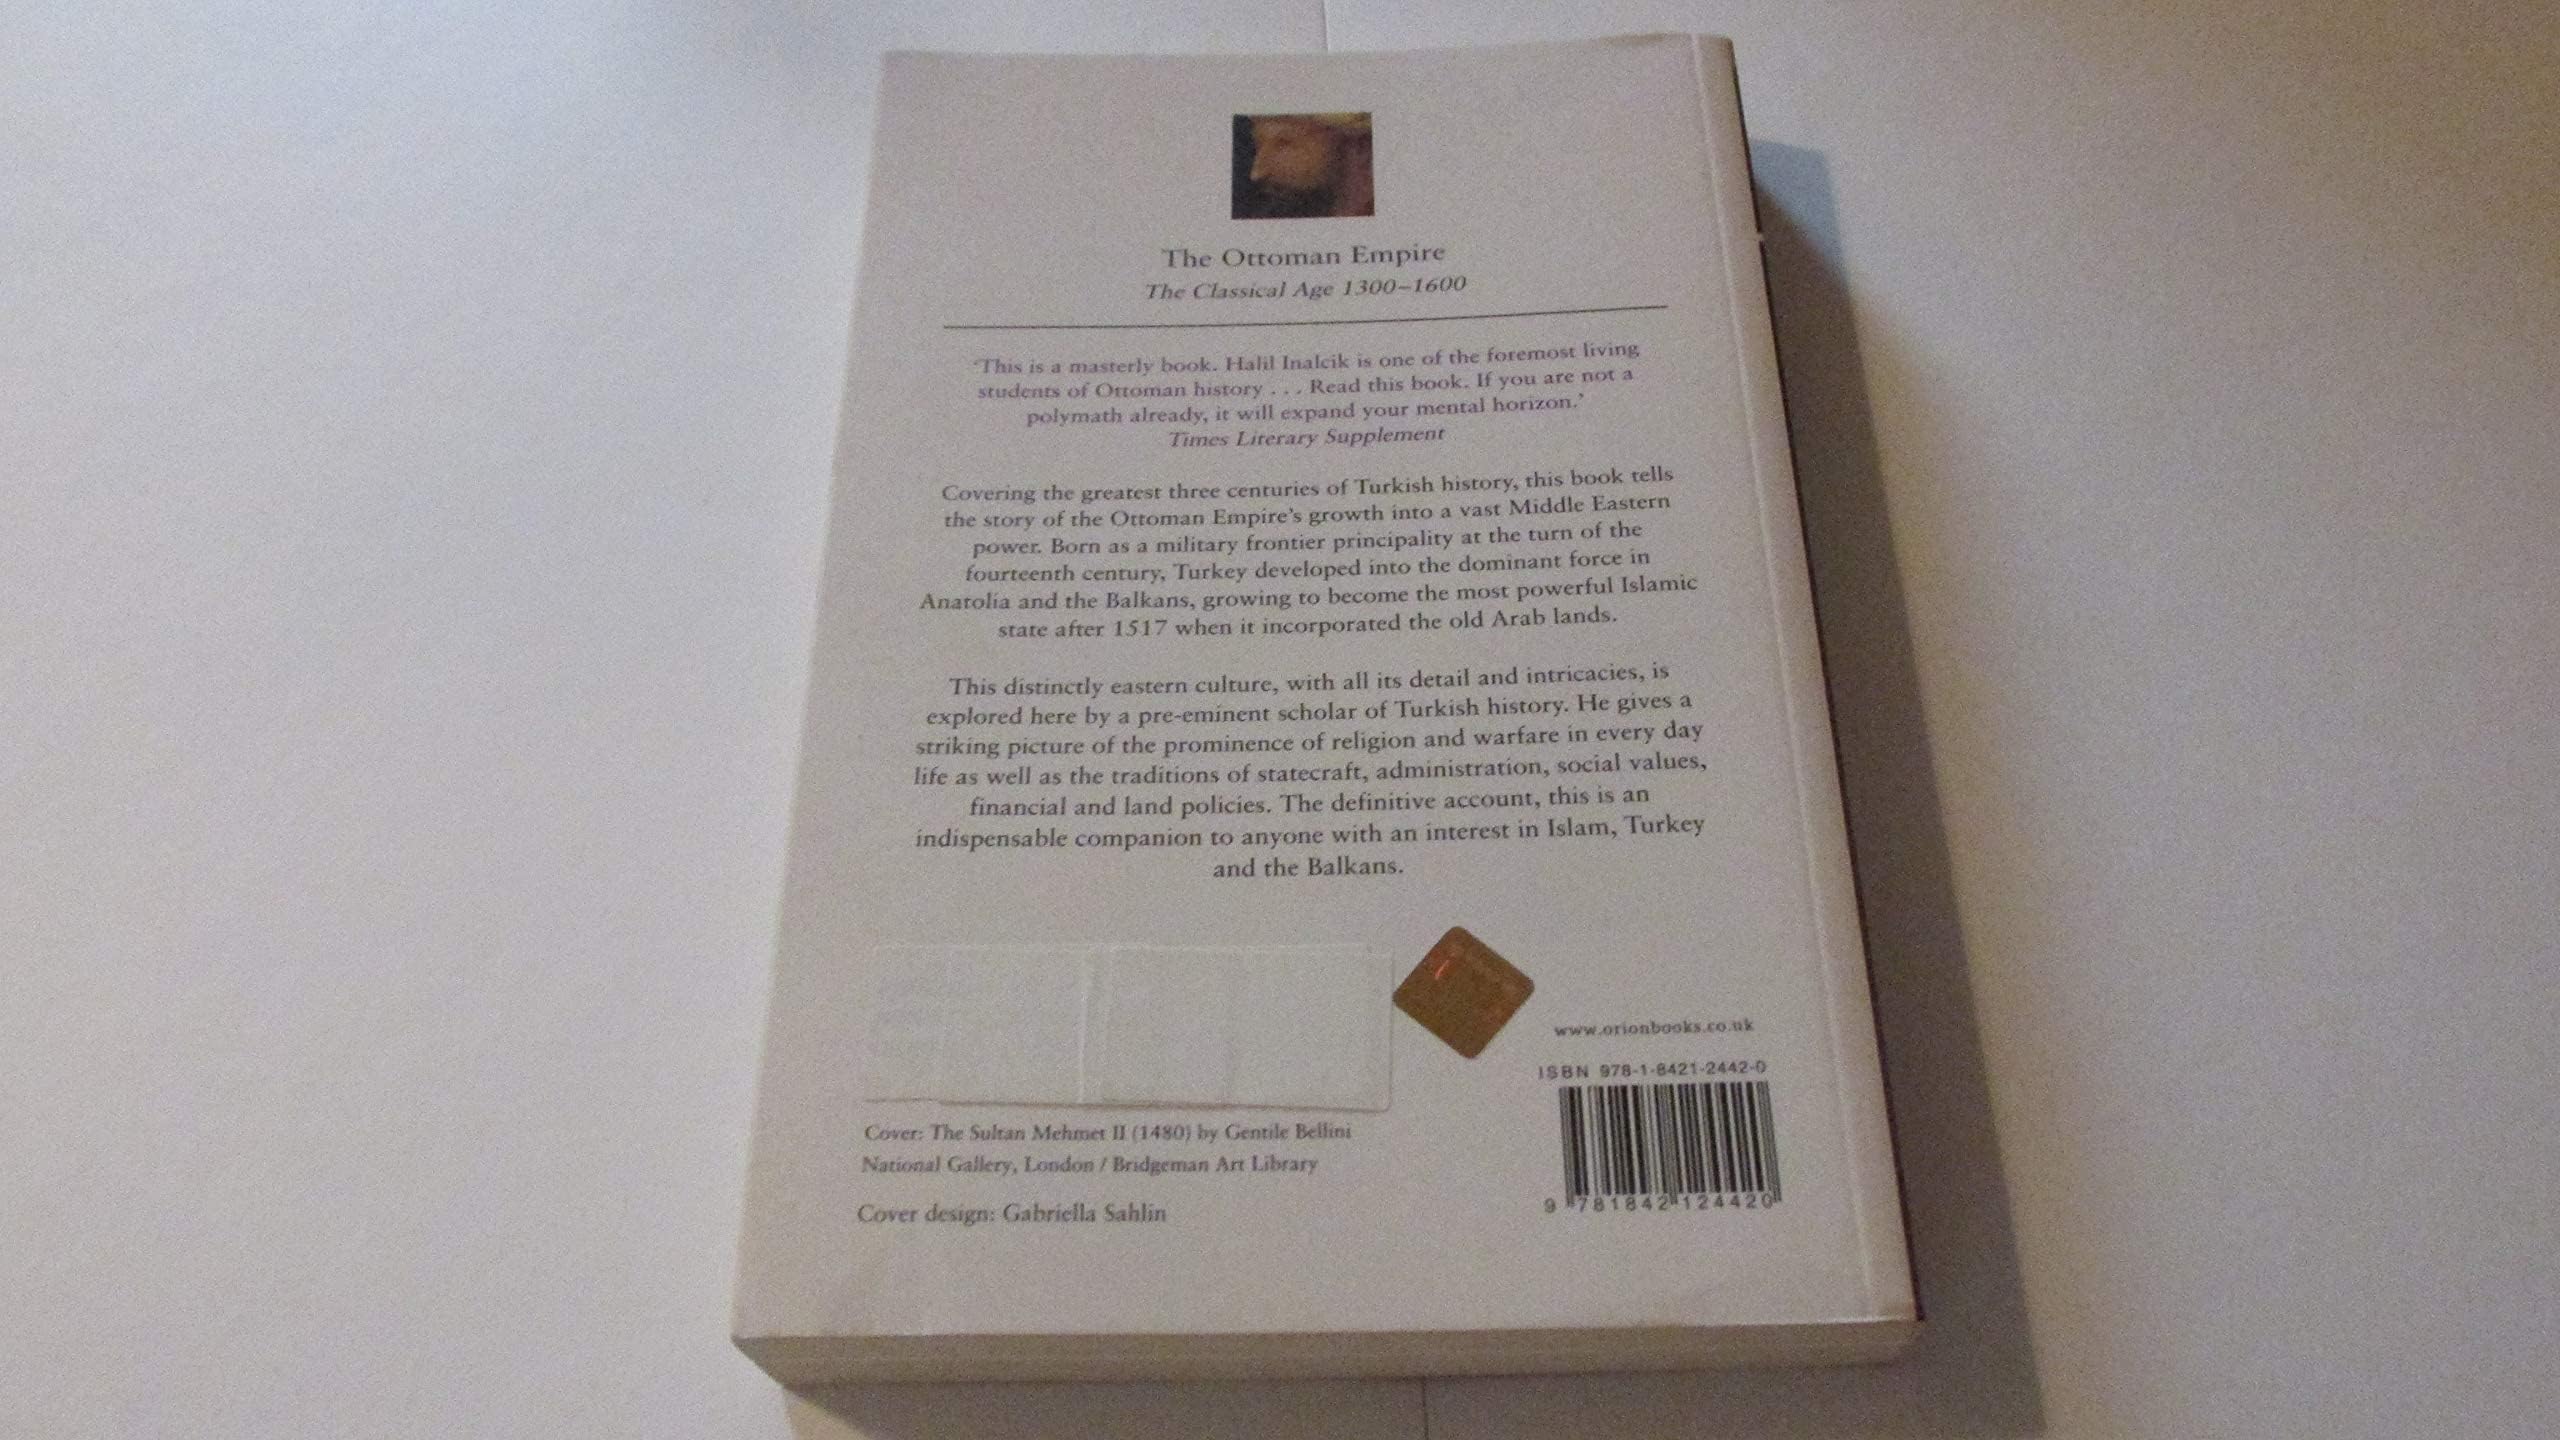 The Ottoman Empire
The Classical Age 1300–1600
‘This is a masterly book. Halil Inalcik is one of the foremost living
students of Ottoman history . . . Read this book. If you are not a
polymath already, it will expand your mental horizon.’
Times Literary Supplement
Covering the greatest three centuries of Turkish history, this book tells
the story of the Ottoman Empire’s growth into a vast Middle Eastern
power. Born as a military frontier principality at the turn of the
fourteenth century, Turkey developed into the dominant force in
Anatolia and the Balkans, growing to become the most powerful Islamic
state after 1517 when it incorporated the old Arab lands.
This distinctly eastern culture, with all its detail and intricacies, is
explored here by a pre-eminent scholar of Turkish history. He gives a
striking picture of the prominence of religion and warfare in every day
life as well as the traditions of statecraft, administration, social values,
financial and land policies. The definitive account, this is an
indispensable companion to anyone with an interest in Islam, Turkey
and the Balkans.
www.orionbooks.co.uk
ISBN 978-1-8421-2442-0
9 781842 124420
Cover: The Sultan Mehmet II (1480) by Gentile Bellini
National Gallery, London / Bridgeman Art Library
Cover design: Gabriella Sahlin